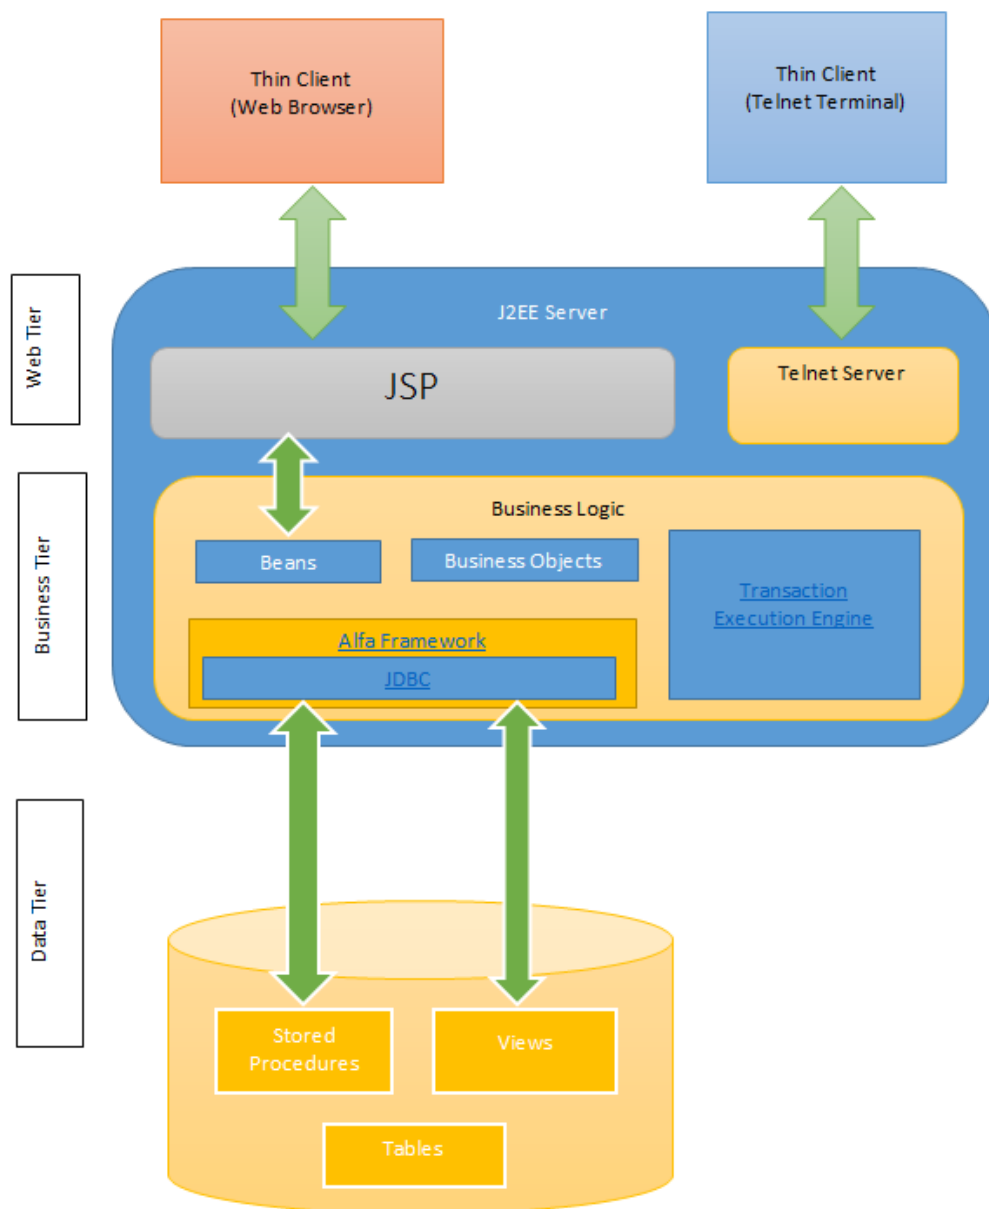 Thin Client
(Web Browser)
Thin Client
(Telnet Terminal)
Web Tier
J2EE Server
JSP
Telnet Server
Business Tier
Business Logic
Beans
Business Objects
Transaction
Execution Engine
Alfa Framework
JDBC
Data Tier
Stored
Procedures
Views
Tables